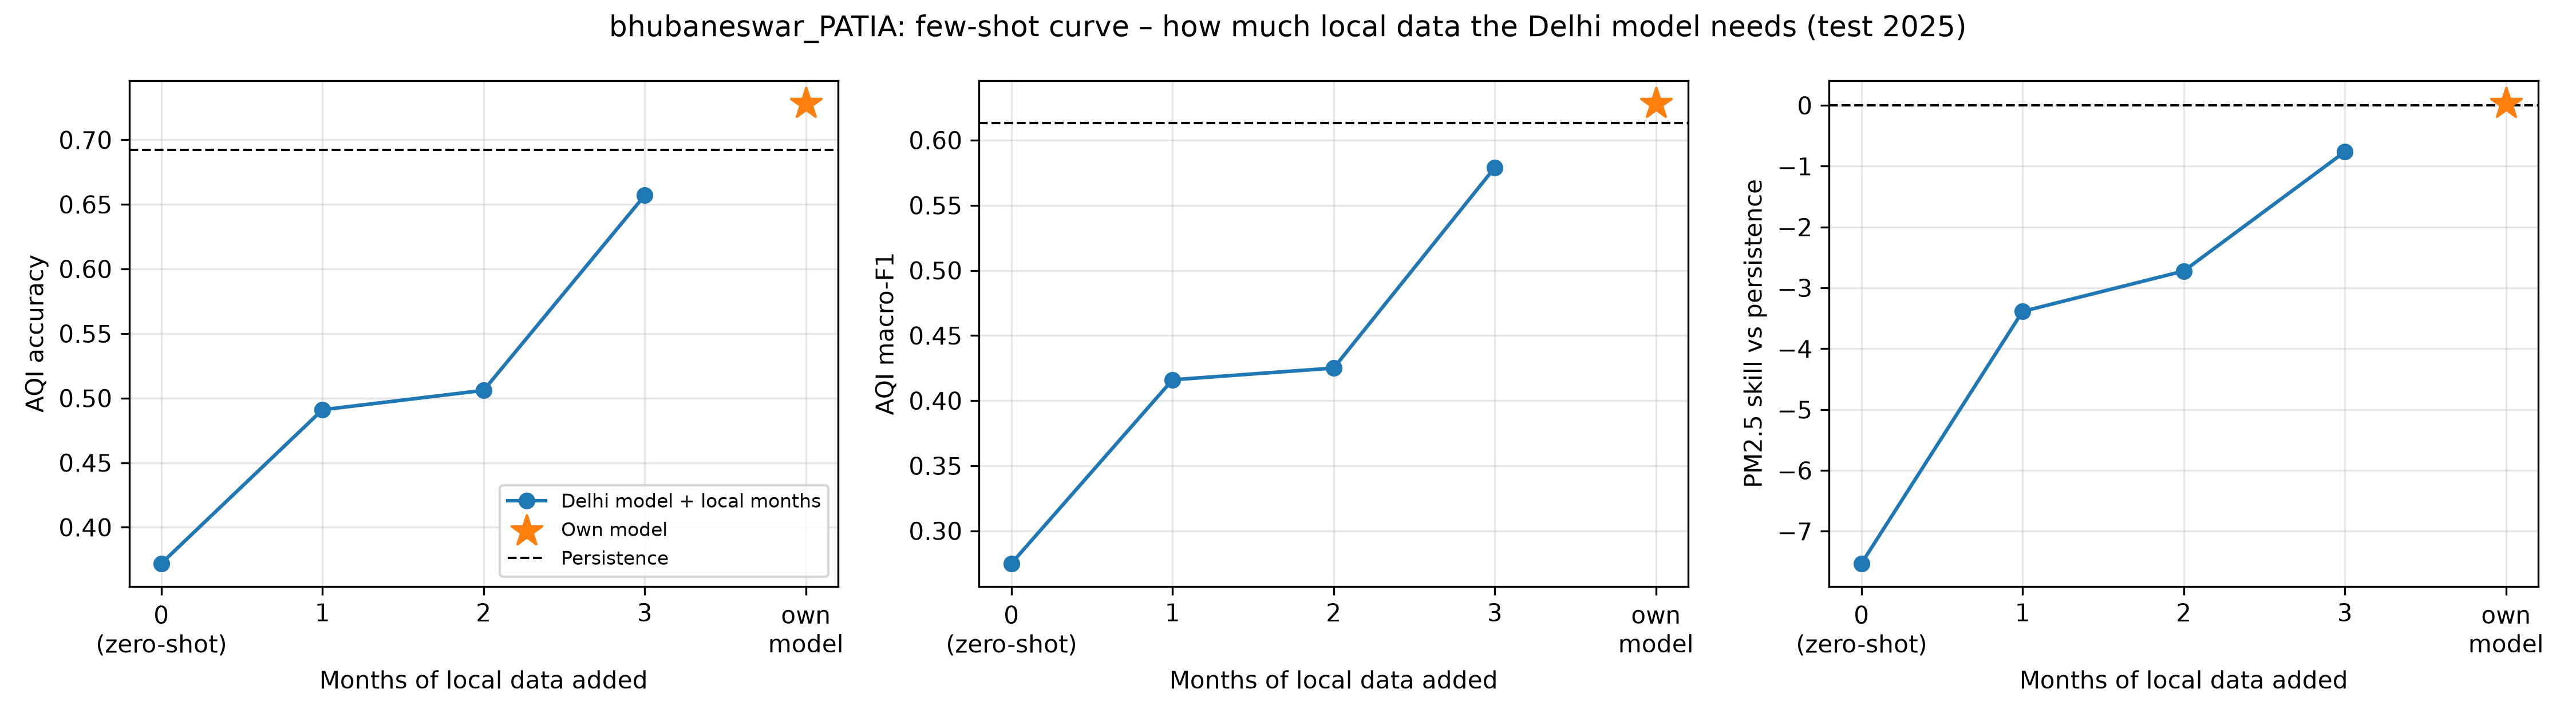 bhubaneswar_PATIA: few-shot curve – how much local data the Delhi model needs (test 2025)
AQI accuracy
0.70
0.65
0.60
0.55
0.50
0.45
0.40
Delhi model + local months
Own model
Persistence
0
(zero-shot)
1
2
3
own
model
Months of local data added
AQI macro-F1
0.60
0.55
0.50
0.45
0.40
0.35
0.30
0
(zero-shot)
1
2
3
own
model
Months of local data added
PM2.5 skill vs persistence
0
−1
−2
−3
−4
−5
−6
−7
0
(zero-shot)
1
2
3
own
model
Months of local data added